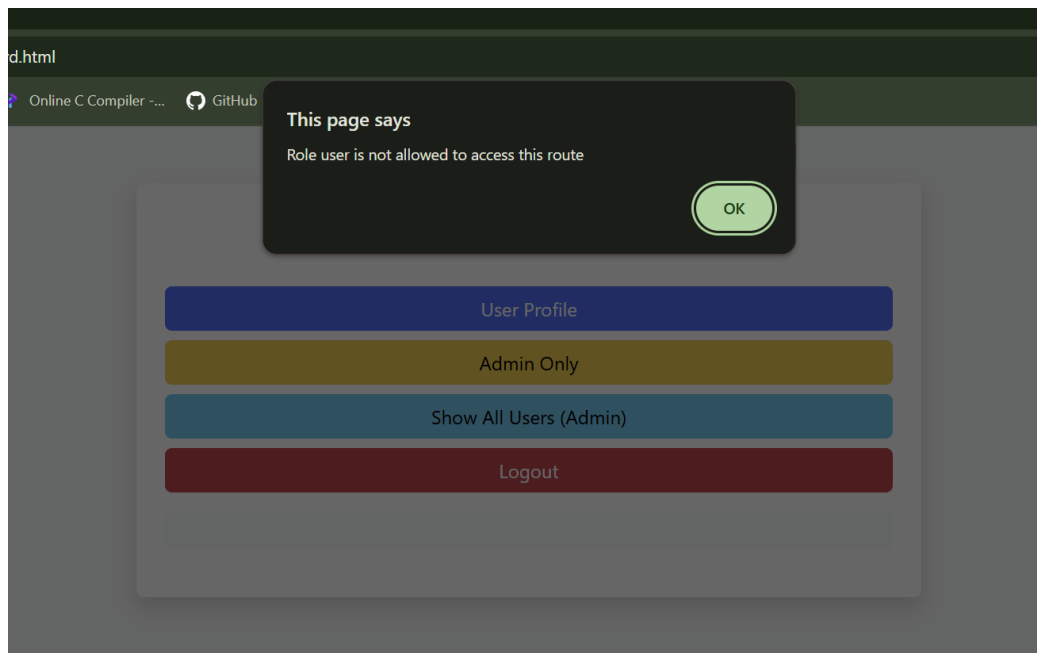 rd.html
Online C Compiler -...
GitHub
This page says
Role user is not allowed to access this route
OK
User Profile
Admin Only
Show All Users (Admin)
Logout